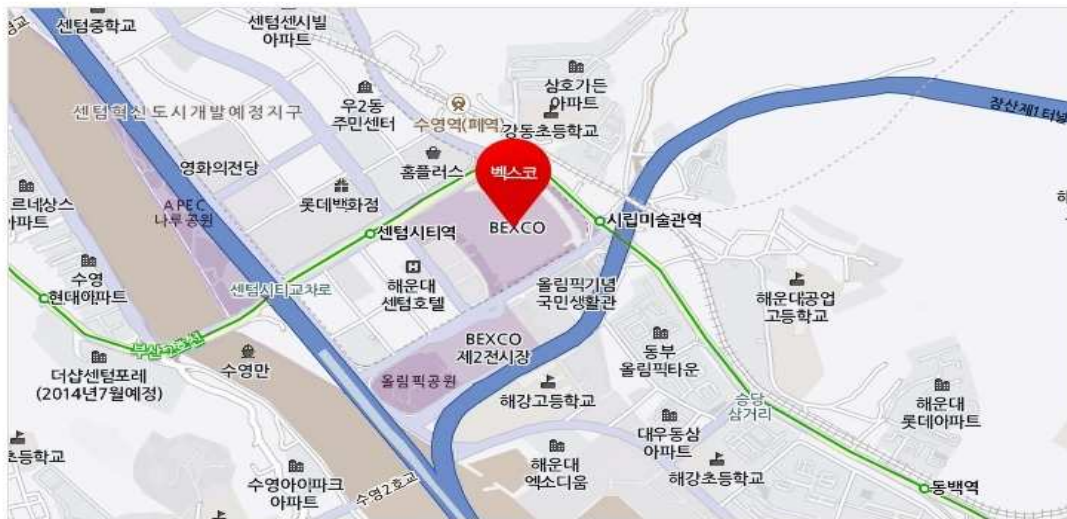 센텀중학교
센텀센시빌
아파트
삼호가든
아파트
센텀혁신도시개발예정지구
우2동
주민센터
수영역(폐역)
강동초등학교
영화의전당
홈플러스
벡스코
르네상스
아파트
APEC
나루공원
롯데백화점
센텀시티역
BEXCO
시립미술관역
수영
현대아파트
센텀시티교차로
해운대
센텀호텔
올림픽기념
국민생활관
해운대공업
고등학교
부산2호선
수영만
BEXCO
제2전시장
동부
올림픽타운
더샵센텀포레
(2014년7월예정)
올림픽공원
해강고등학교
승당
삼거리
해운대
롯데아파트
대우동삼
아파트
초등학교
수영아이파크
아파트
수영2호교
해운대
엑소디움
해강초등학교
동백역